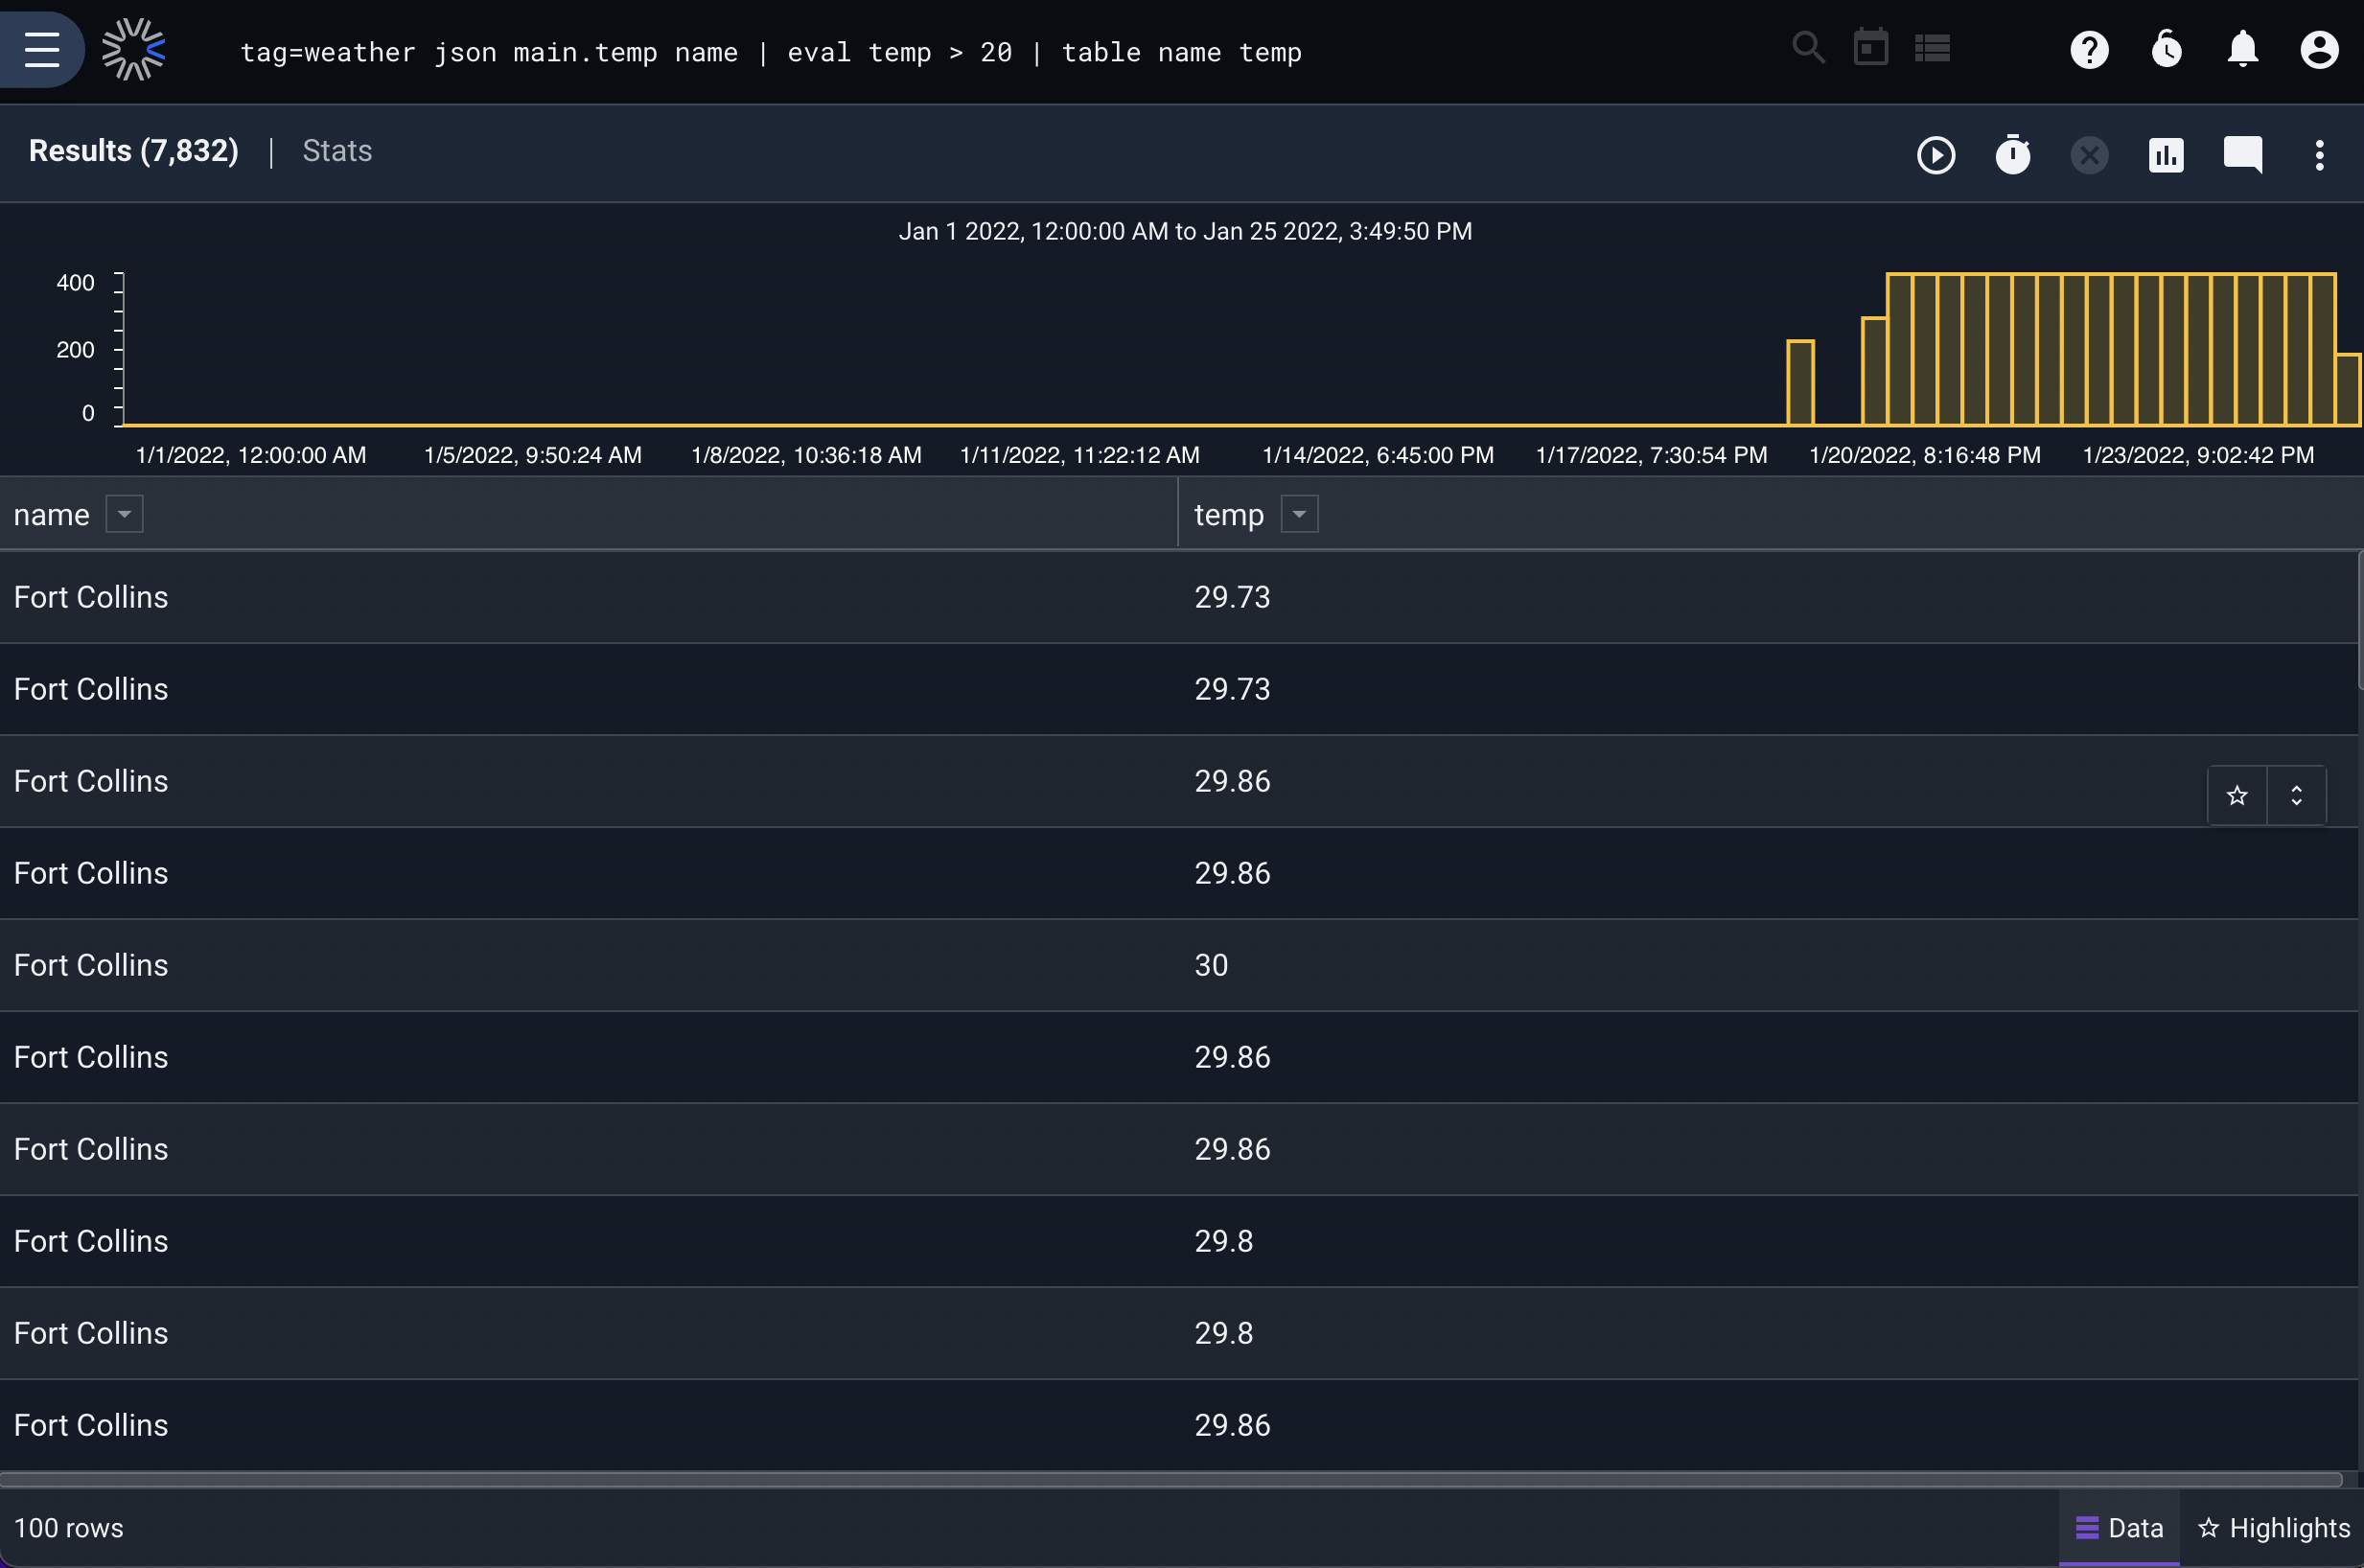 tag=weather json main.temp name | eval temp > 20 | table name temp
Results (7,832) | Stats
Jan 1 2022, 12:00:00 AM to Jan 25 2022, 3:49:50 PM
400
200
0
1/1/2022, 12:00:00 AM 1/5/2022, 9:50:24 AM 1/8/2022, 10:36:18 AM 1/11/2022, 11:22:12 AM 1/14/2022, 6:45:00 PM 1/17/2022, 7:30:54 PM 1/20/2022, 8:16:48 PM 1/23/2022, 9:02:42 PM
name temp
Fort Collins 29.73
Fort Collins 29.73
Fort Collins 29.86
Fort Collins 29.86
Fort Collins 30
Fort Collins 29.86
Fort Collins 29.86
Fort Collins 29.8
Fort Collins 29.8
Fort Collins 29.86
100 rows Data Highlights